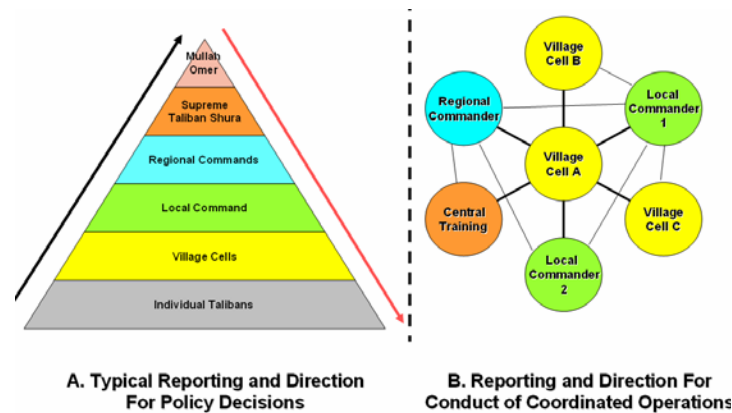 Mullah
Omer
Supreme
Taliban Shura
Regional Commands
Local Command
Village Cells
Individual Talibans
A. Typical Reporting and Direction
For Policy Decisions
Village
Cell B
Regional
Commander
Local
Commander
1
Village
Cell A
Central
Training
Village
Cell C
Local
Commander
2
B. Reporting and Direction For
Conduct of Coordinated Operations